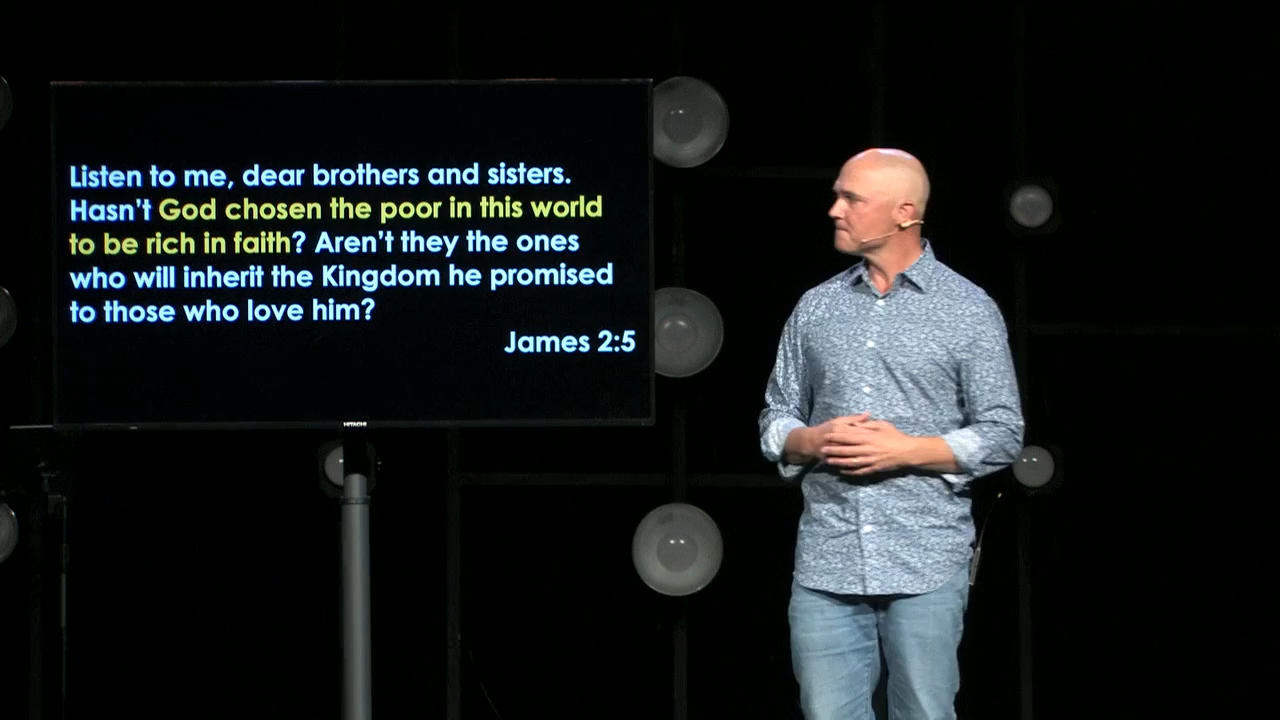 Listen to me, dear brothers and sisters.
Hasn't God chosen the poor in this world
to be rich in faith? Aren't they the ones
who will inherit the Kingdom he promised
to those who love him?
James 2:5
HITACHI